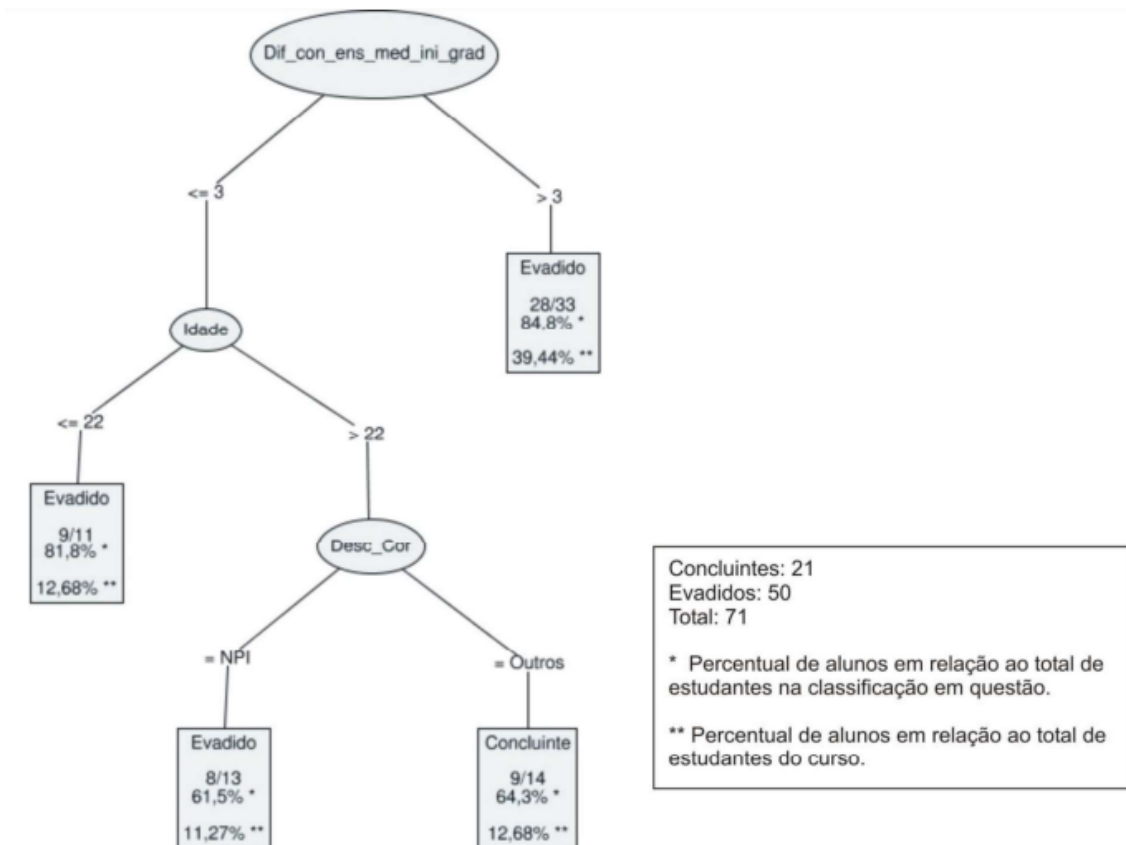 Dif_con_ens_med_ini_grad
<= 3
> 3
Evadido
28/33
84,8% *
39,44% **
Idade
<= 22
> 22
Evadido
9/11
81,8% *
12,68% **
Desc_Cor
= NPI
= Outros
Evadido
8/13
61,5% *
11,27% **
Concluinte
9/14
64,3% *
12,68% **
Concluintes: 21
Evadidos: 50
Total: 71
* Percentual de alunos em relação ao total de
estudantes na classificação em questão.
** Percentual de alunos em relação ao total de
estudantes do curso.